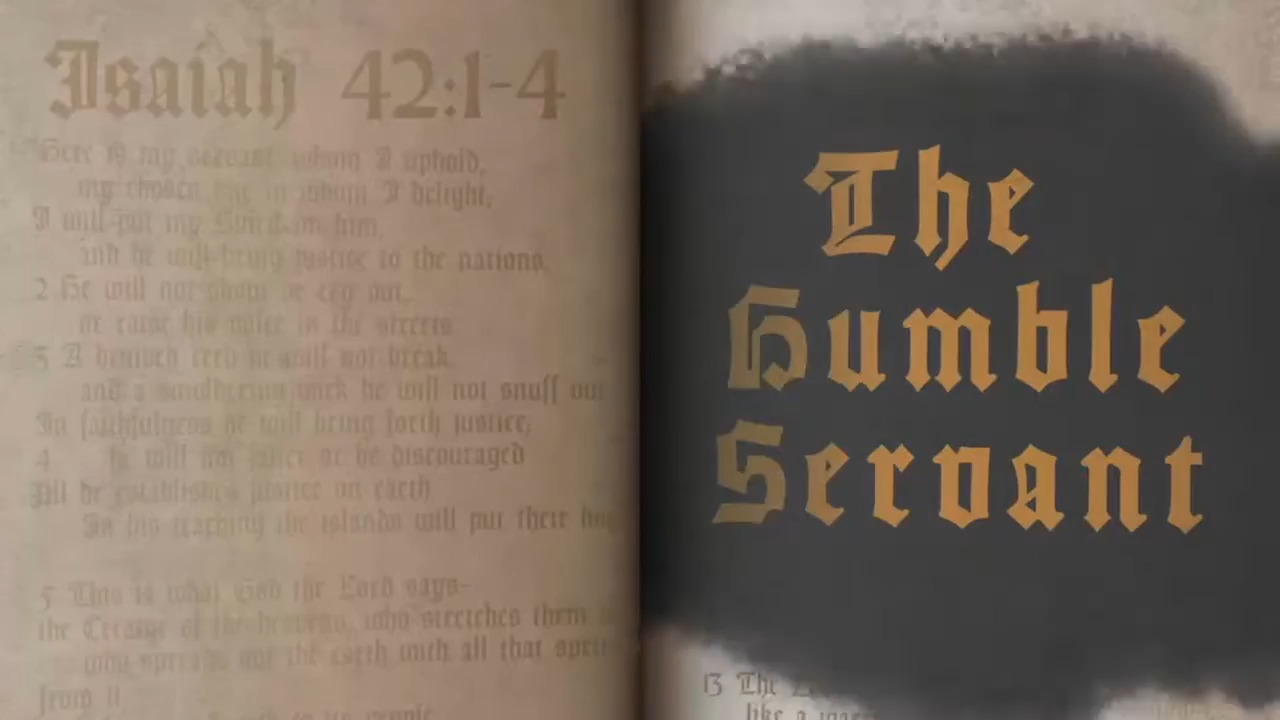 Isaiah 42:1-4
Here is my servant, whom I uphold,
my chosen one in whom I delight;
I will put my Spirit on him,
and he will bring justice to the nations.
2 He will not shout or cry out,
or raise his voice in the streets.
3 A bruised reed he will not break,
and a smoldering wick he will not snuff out
In faithfulness he will bring forth justice;
4 he will not falter or be discouraged
till he establishes justice on earth
In his teaching the islands will put their
5 This is what God the Lord says-
the Creator of the heavens, who stretches them
who spreads out the earth with all that
from it,
to its people
The
Humble
Servant
13 The
like a